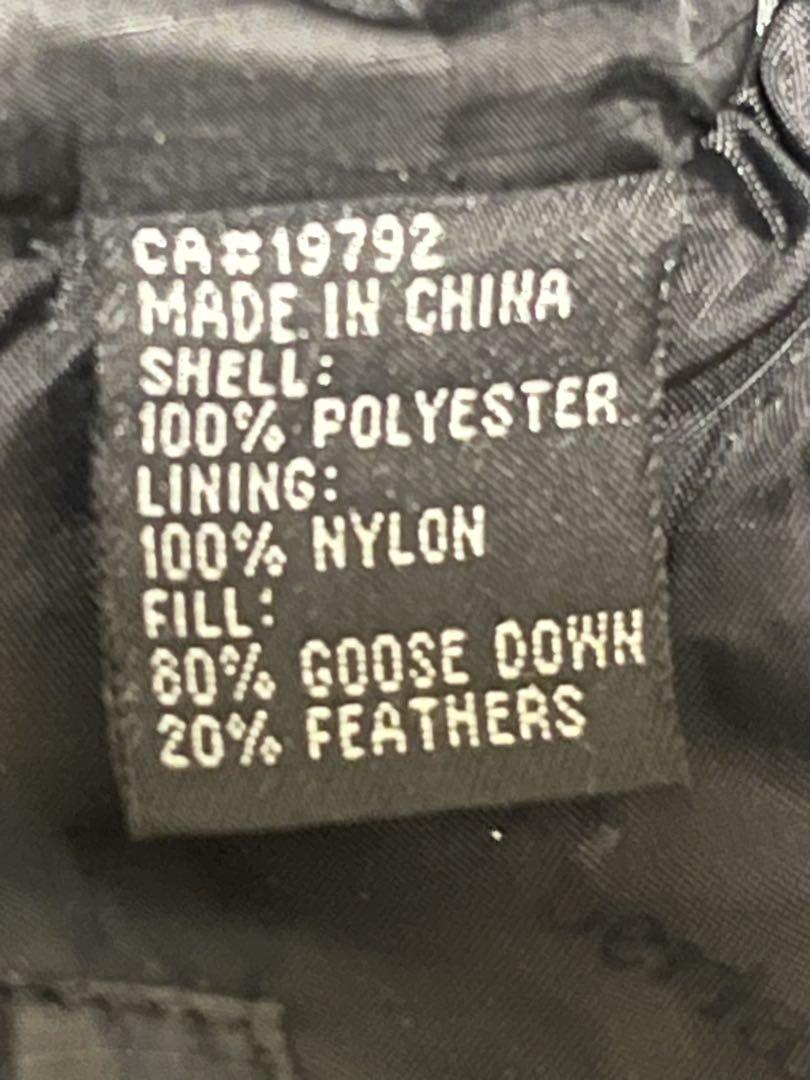 CA#19792
MADE IN CHINA
SHELL:
100% POLYESTER
LINING:
100% NYLON
FILL:
80% GOOSE DOWN
20% FEATHERS